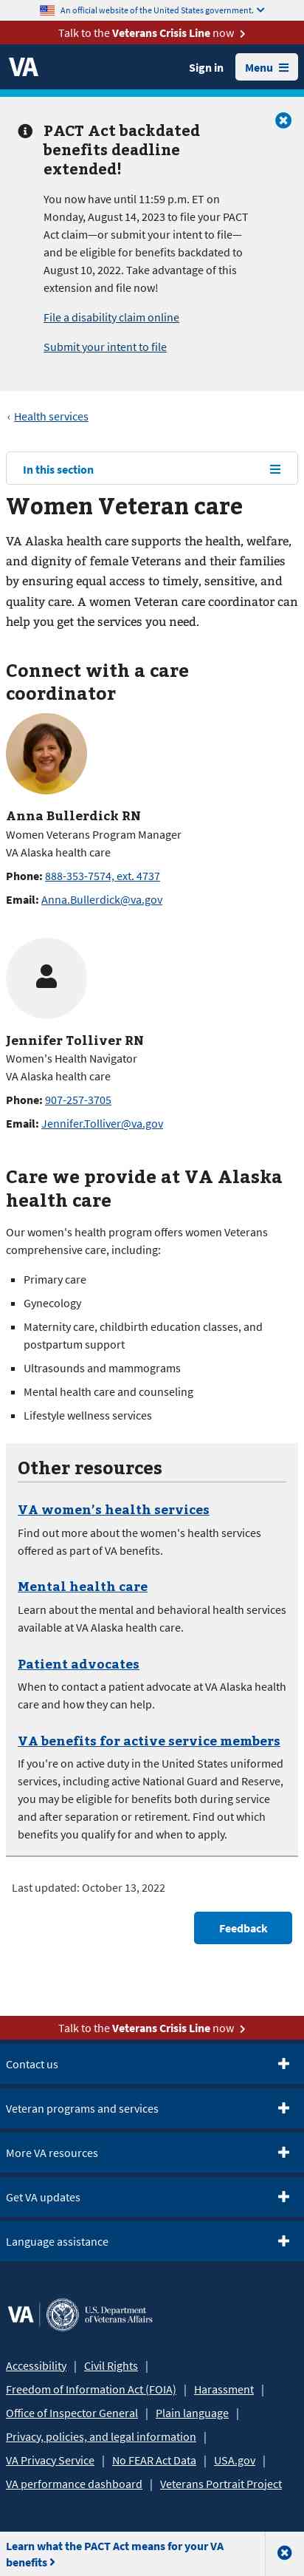 An official website of the United States government.
Talk to the Veterans Crisis Line now
VA
Sign in
Menu
PACT Act backdated
benefits deadline
extended!
You now have until 11:59 p.m. ET on
Monday, August 14, 2023 to file your PACT
Act claim—or submit your intent to file—
and be eligible for benefits backdated to
August 10, 2022. Take advantage of this
extension and file now!
File a disability claim online
Submit your intent to file
‹ Health services
In this section
Women Veteran care
VA Alaska health care supports the health, welfare,
and dignity of female Veterans and their families
by ensuring equal access to timely, sensitive, and
quality care. A women Veteran care coordinator can
help you get the services you need.
Connect with a care
coordinator
Anna Bullerdick RN
Women Veterans Program Manager
VA Alaska health care
Phone: 888-353-7574, ext. 4737
Email: Anna.Bullerdick@va.gov
Jennifer Tolliver RN
Women's Health Navigator
VA Alaska health care
Phone: 907-257-3705
Email: Jennifer.Tolliver@va.gov
Care we provide at VA Alaska
health care
Our women's health program offers women Veterans
comprehensive care, including:
▪ Primary care
▪ Gynecology
▪ Maternity care, childbirth education classes, and
postpartum support
▪ Ultrasounds and mammograms
▪ Mental health care and counseling
▪ Lifestyle wellness services
Other resources
VA women’s health services
Find out more about the women's health services
offered as part of VA benefits.
Mental health care
Learn about the mental and behavioral health services
available at VA Alaska health care.
Patient advocates
When to contact a patient advocate at VA Alaska health
care and how they can help.
VA benefits for active service members
If you're on active duty in the United States uniformed
services, including active National Guard and Reserve,
you may be eligible for benefits both during service
and after separation or retirement. Find out which
benefits you qualify for and when to apply.
Last updated: October 13, 2022
Feedback
Talk to the Veterans Crisis Line now
Contact us
Veteran programs and services
More VA resources
Get VA updates
Language assistance
VA | U.S. Department
of Veterans Affairs
Accessibility | Civil Rights |
Freedom of Information Act (FOIA) | Harassment |
Office of Inspector General | Plain language |
Privacy, policies, and legal information |
VA Privacy Service | No FEAR Act Data | USA.gov |
VA performance dashboard | Veterans Portrait Project
Learn what the PACT Act means for your VA
benefits